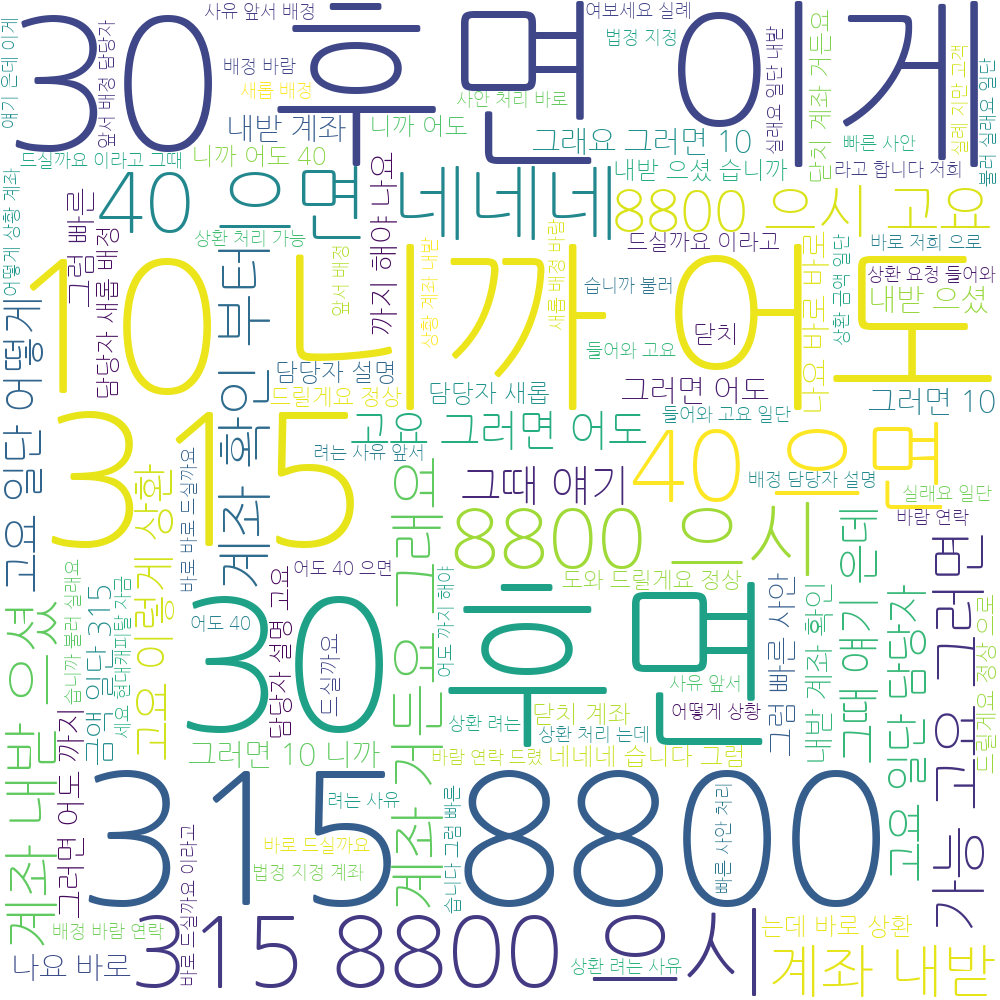 사유 앞서 배정
여보세요 실례
30 후면 이게
법정 지정
얘기 은데 이게
앞서 배정 담당자
배정 바람
새롭 배정
사안 처리 바로
실래요 일단 내받
닫치 계좌 거든요
실례 지만 고객
불러 실래요 일단
내받 계좌
니까 어도
그래요 그러면 10
빠른 사안
드실까요 이라고 그때
니까 어도 40
내받 으셨 습니까
라고 합니다 저희
40 으면
네네네
8800 으시 고요
어떻게 상황 계좌
그럼 빠른
담당자 새롭 배정
상환 처리 가능
까지 해야 나요
드실까요 이라고
바로 저희 으로
앞서 배정
상황 계좌 내받
새롭 배정 바람
습니까 불러
상환 요청 들어와
내받 으셨
10 니까 어도
닫치
나요 바로 바로
상환 금액 일단
들어와 고요
고요 일단 어떻게
계좌 확인 부터
담당자 설명
드릴게요 정상
담당자 새롭
그러면 어도
그러면 10
들어와 고요 일단
315
고요 그러면 어도
려는 사유 앞서
40 으면
바로 바로 드실까요
고요 이렇게 상환
그때 얘기
배정 담당자 설명
실래요 일단
바람 연락
8800 으시
계좌 거든요 그래요
은데
가능 고요 그러면
어도 40 으면
도와 드릴게요 정상
계좌 내받 으셨
습니까 불러 실래요
금액 일단 315
세요 현대캐피탈 지금
어도 40
30 후면
담당자 설명 고요
드실까요
어도 까지 해야
그럼 빠른 사안
내받 계좌 확인
그때 얘기
고요 일단 담당자
드릴게요 정상 으로
사유 앞서
어떻게 상황
그러면 어도 까지
상환 려는
닫치 계좌
상환 처리 는데
그러면 10 니까
바람 연락 드렸
네네네 습니다 그럼
315 8800
려는 사유
습니다 그럼 빠른
빠른 사안 처리
바로 드실까요
바로 드실까요 이라고
법정 지정 계좌
배정 바람 연락
315 8800 으시
는데 바로 상환
나요 바로
상환 려는 사유
계좌 내받